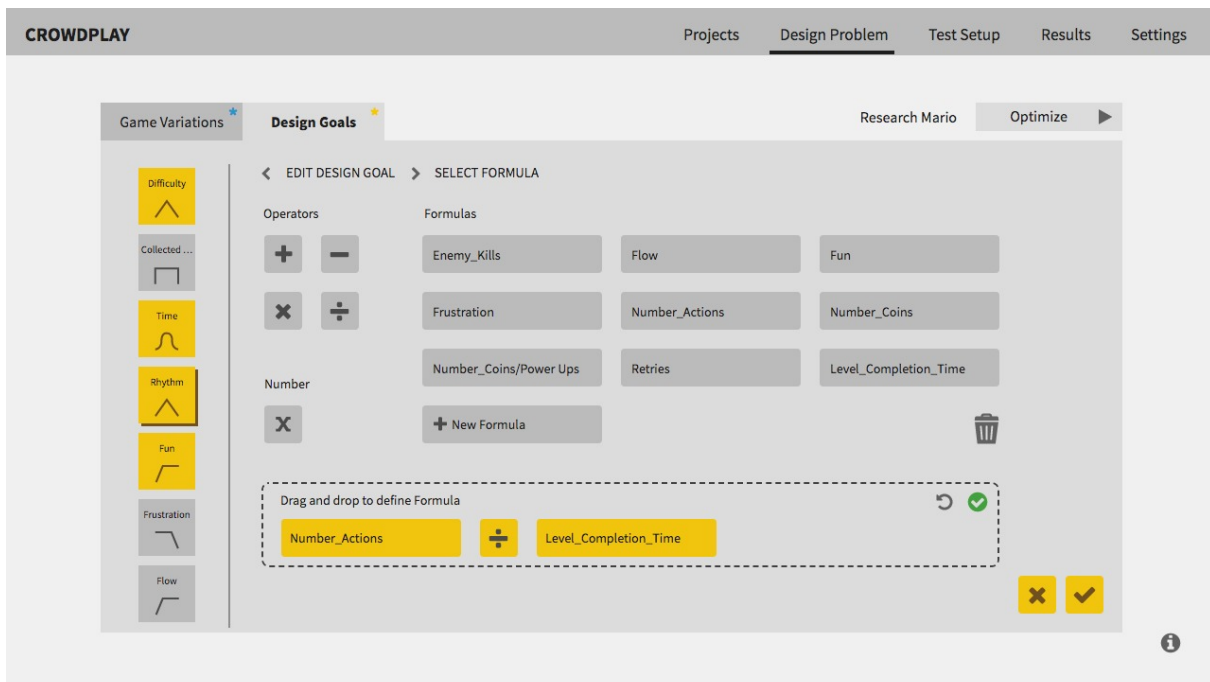 CROWDPLAY
Projects
Design Problem
Test Setup
Results
Settings
Game Variations
Design Goals
Research Mario
Optimize
Difficulty
Collected ...
Time
Rhythm
Fun
Frustration
Flow
EDIT DESIGN GOAL
SELECT FORMULA
Operators
Formulas
Enemy_Kills
Flow
Fun
Frustration
Number_Actions
Number_Coins
Number
Number_Coins/Power Ups
Retries
Level_Completion_Time
X
New Formula
Drag and drop to define Formula
Number_Actions
÷
Level_Completion_Time